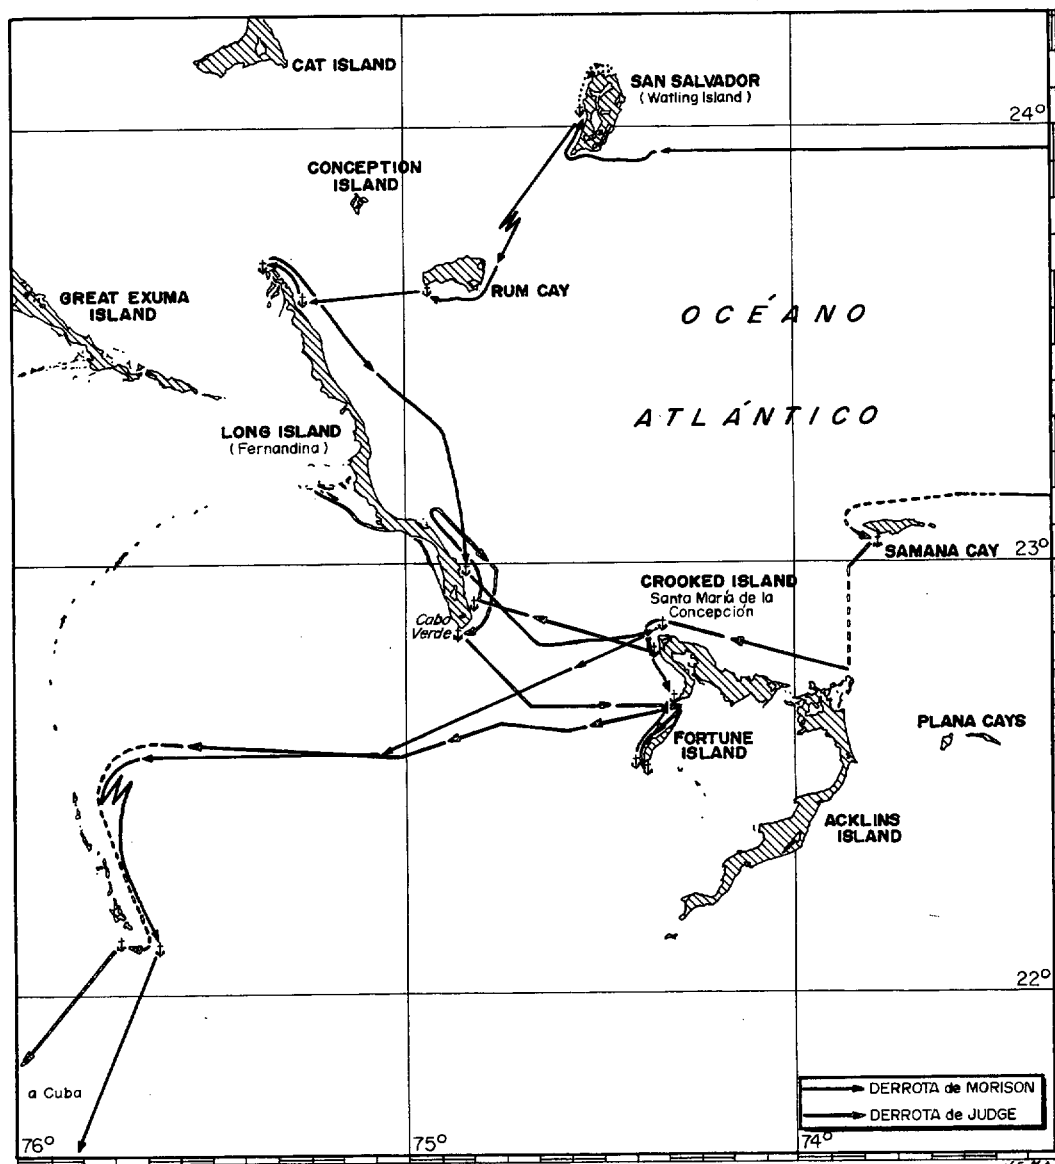 CAT ISLAND
SAN SALVADOR
(Watling Island)
24°
CONCEPTION
ISLAND
GREAT EXUMA
ISLAND
RUM CAY
OCÉANO
ATLÁNTICO
LONG ISLAND
(Fernandina)
SAMANA CAY
23°
CROOKED ISLAND
Santa María de la
Concepción
Cabo
Verde
FORTUNE
ISLAND
PLANA CAYS
ACKLINS
ISLAND
22°
a Cuba
DERROTA de MORISON
DERROTA de JUDGE
76°
75°
74°